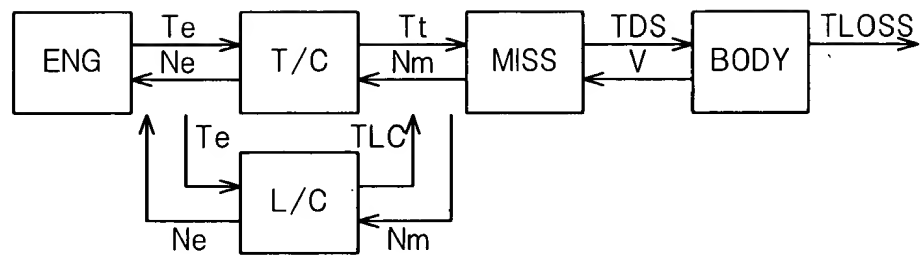 Te Tt TDS TLOSS
ENG T/C MISS BODY
Ne Nm V
Te TLC
L/C
Ne Nm